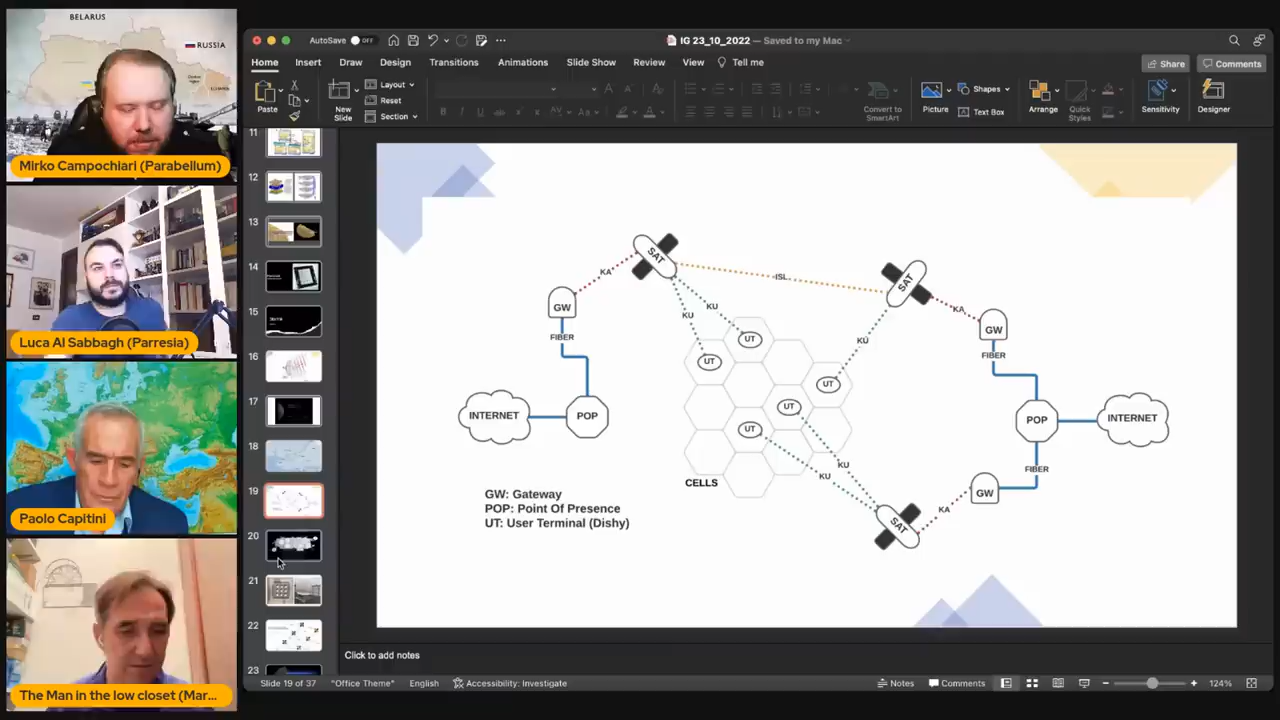 BELARUS
RUSSIA
Mirko Campochiari (Parabellum)
Luca Al Sabbagh (Parresia)
Paolo Capitini
The Man in the low closet (Mar...
AutoSave OFF
IG 23_10_2022 — Saved to my Mac
Home Insert Draw Design Transitions Animations Slide Show Review View Tell me
Share Comments
Paste
New Slide
Layout
Reset
Section
Convert to SmartArt
Picture
Shapes
Text Box
Arrange
Quick Styles
Sensitivity
Designer
11
12
13
14
15
16
17
18
19
20
21
22
23
SAT
KA
ISL
SAT
KA
GW
KU
KU
GW
FIBER
UT
UT
KU
FIBER
UT
UT
INTERNET
POP
UT
POP
INTERNET
KU
KU
FIBER
CELLS
GW
KA
SAT
GW: Gateway
POP: Point Of Presence
UT: User Terminal (Dishy)
Click to add notes
Slide 19 of 37 "Office Theme" English Accessibility: Investigate
Notes Comments 124%